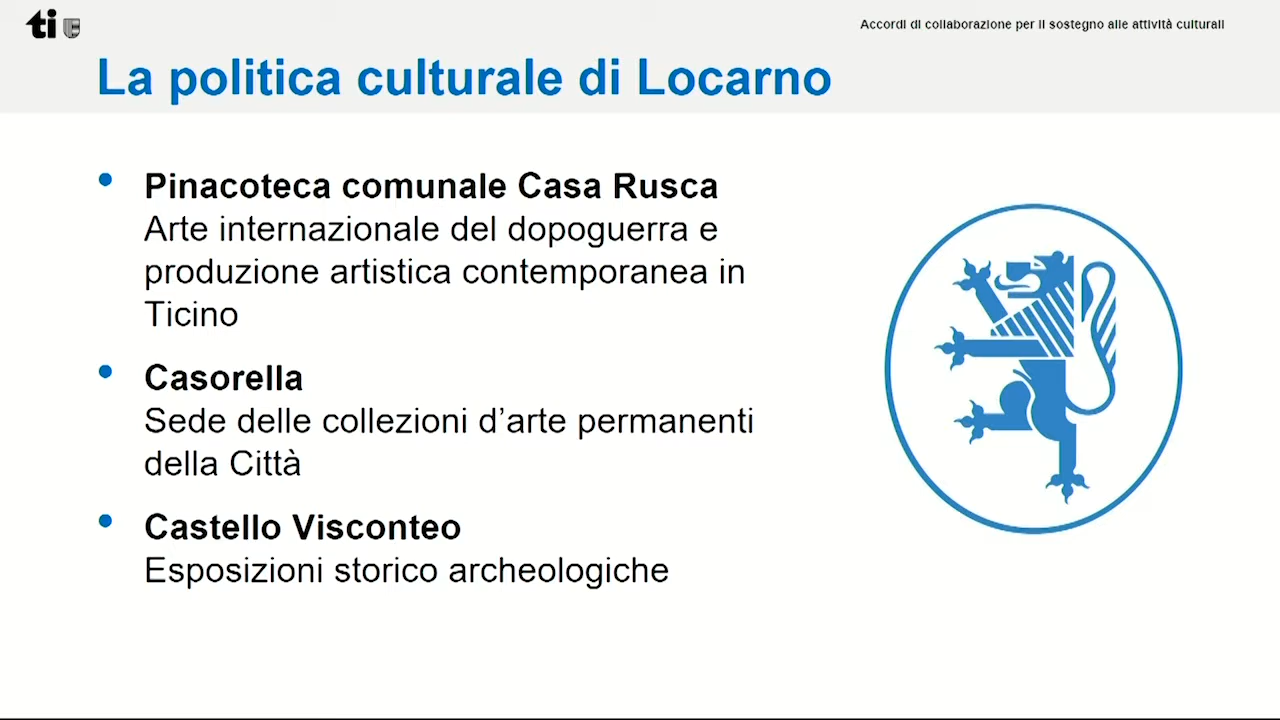 ti
Accordi di collaborazione per il sostegno alle attività culturali
La politica culturale di Locarno
• Pinacoteca comunale Casa Rusca
Arte internazionale del dopoguerra e
produzione artistica contemporanea in
Ticino
• Casorella
Sede delle collezioni d’arte permanenti
della Città
• Castello Visconteo
Esposizioni storico archeologiche